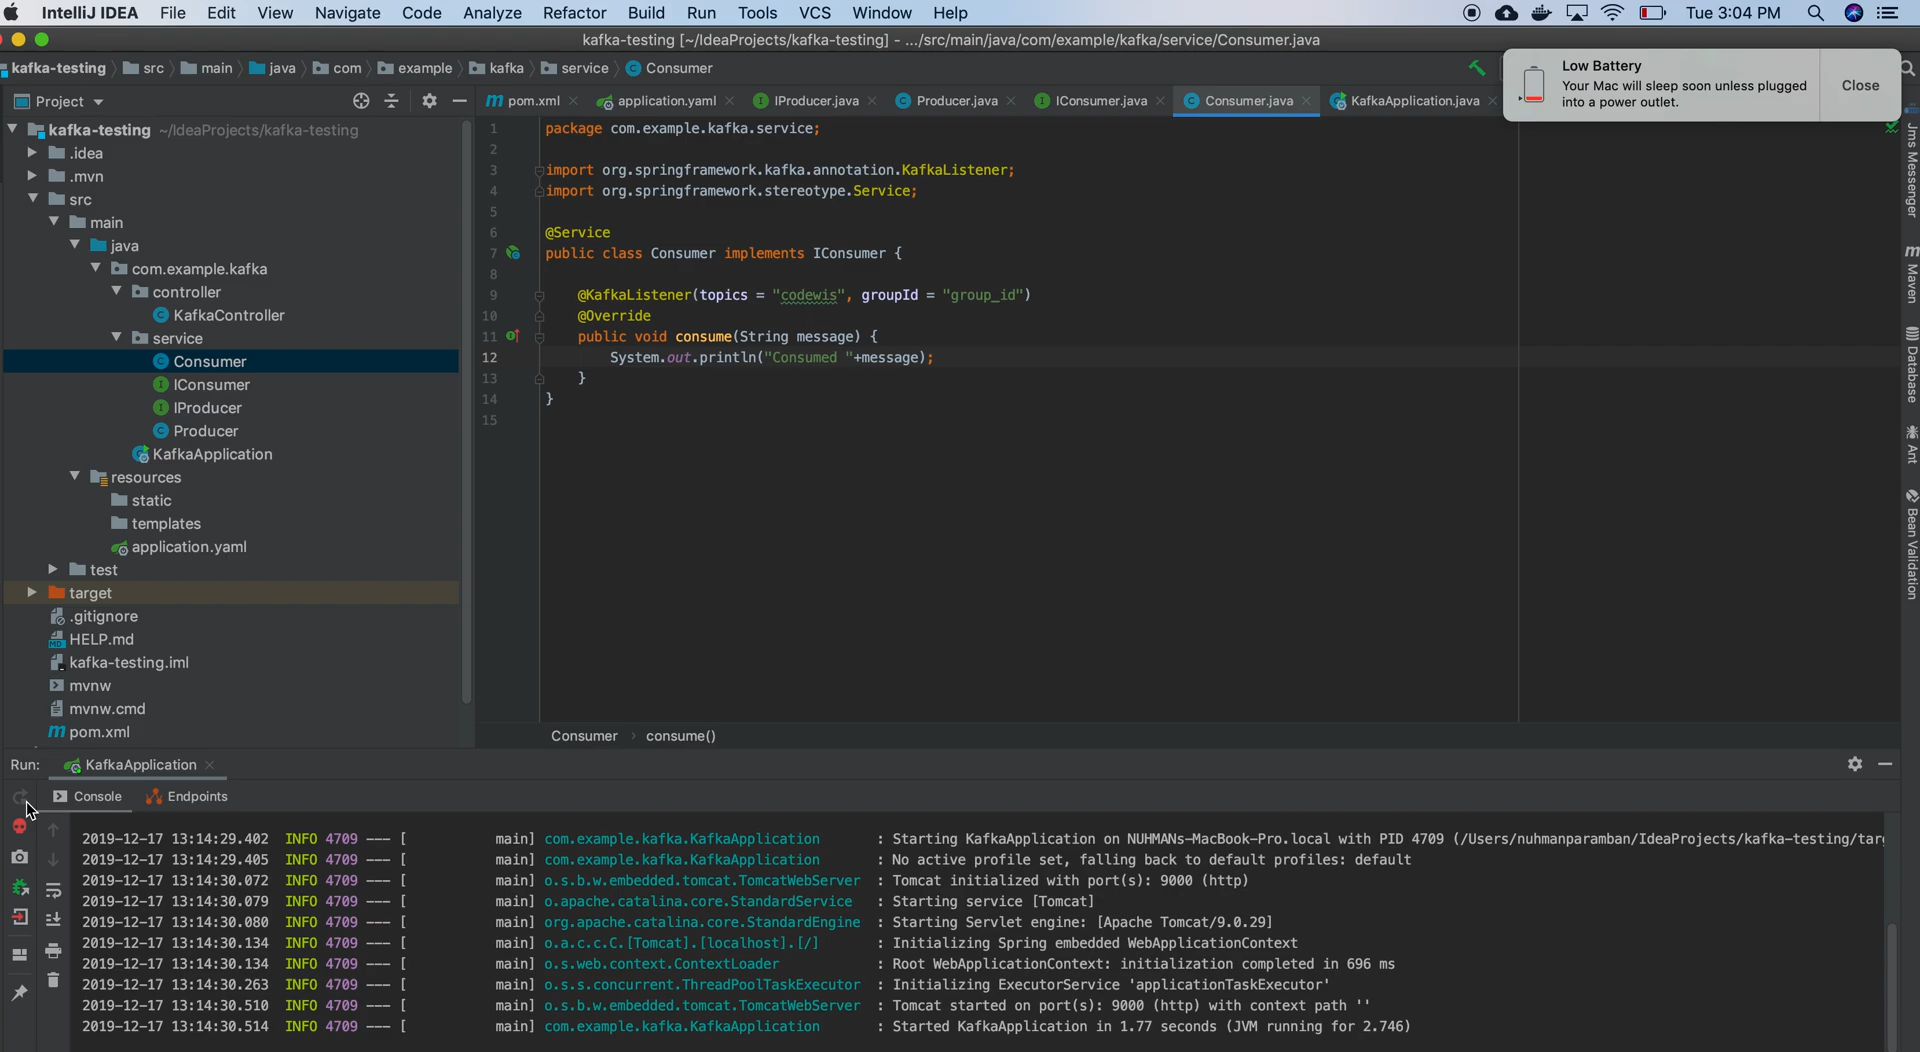 IntelliJ IDEA File Edit View Navigate Code Analyze Refactor Build Run Tools VCS Window Help Tue 3:04 PM
kafka-testing [~/IdeaProjects/kafka-testing] - .../src/main/java/com/example/kafka/service/Consumer.java
kafka-testing src main java com example kafka service Consumer
Low Battery
Your Mac will sleep soon unless plugged
into a power outlet.
Close
Project
pom.xml application.yaml IProducer.java Producer.java IConsumer.java Consumer.java KafkaApplication.java
kafka-testing ~/IdeaProjects/kafka-testing
.idea
.mvn
src
main
java
com.example.kafka
controller
KafkaController
service
Consumer
IConsumer
IProducer
Producer
KafkaApplication
resources
static
templates
application.yaml
test
target
.gitignore
HELP.md
kafka-testing.iml
mvnw
mvnw.cmd
pom.xml
1 package com.example.kafka.service;
2
3 import org.springframework.kafka.annotation.KafkaListener;
4 import org.springframework.stereotype.Service;
5
6 @Service
7 public class Consumer implements IConsumer {
8
9 @KafkaListener(topics = "codewis", groupId = "group_id")
10 @Override
11 public void consume(String message) {
12 System.out.println("Consumed "+message);
13 }
14 }
15
Consumer consume()
Jms Messenger
Maven
Database
Ant
Bean Validation
Run: KafkaApplication
Console Endpoints
2019-12-17 13:14:29.402 INFO 4709 --- [ main] com.example.kafka.KafkaApplication : Starting KafkaApplication on NUHMANs-MacBook-Pro.local with PID 4709 (/Users/nuhmanparamban/IdeaProjects/kafka-testing/tar
2019-12-17 13:14:29.405 INFO 4709 --- [ main] com.example.kafka.KafkaApplication : No active profile set, falling back to default profiles: default
2019-12-17 13:14:30.072 INFO 4709 --- [ main] o.s.b.w.embedded.tomcat.TomcatWebServer : Tomcat initialized with port(s): 9000 (http)
2019-12-17 13:14:30.079 INFO 4709 --- [ main] o.apache.catalina.core.StandardService : Starting service [Tomcat]
2019-12-17 13:14:30.080 INFO 4709 --- [ main] org.apache.catalina.core.StandardEngine : Starting Servlet engine: [Apache Tomcat/9.0.29]
2019-12-17 13:14:30.134 INFO 4709 --- [ main] o.a.c.c.C.[Tomcat].[localhost].[/] : Initializing Spring embedded WebApplicationContext
2019-12-17 13:14:30.134 INFO 4709 --- [ main] o.s.web.context.ContextLoader : Root WebApplicationContext: initialization completed in 696 ms
2019-12-17 13:14:30.263 INFO 4709 --- [ main] o.s.s.concurrent.ThreadPoolTaskExecutor : Initializing ExecutorService 'applicationTaskExecutor'
2019-12-17 13:14:30.510 INFO 4709 --- [ main] o.s.b.w.embedded.tomcat.TomcatWebServer : Tomcat started on port(s): 9000 (http) with context path ''
2019-12-17 13:14:30.514 INFO 4709 --- [ main] com.example.kafka.KafkaApplication : Started KafkaApplication in 1.77 seconds (JVM running for 2.746)